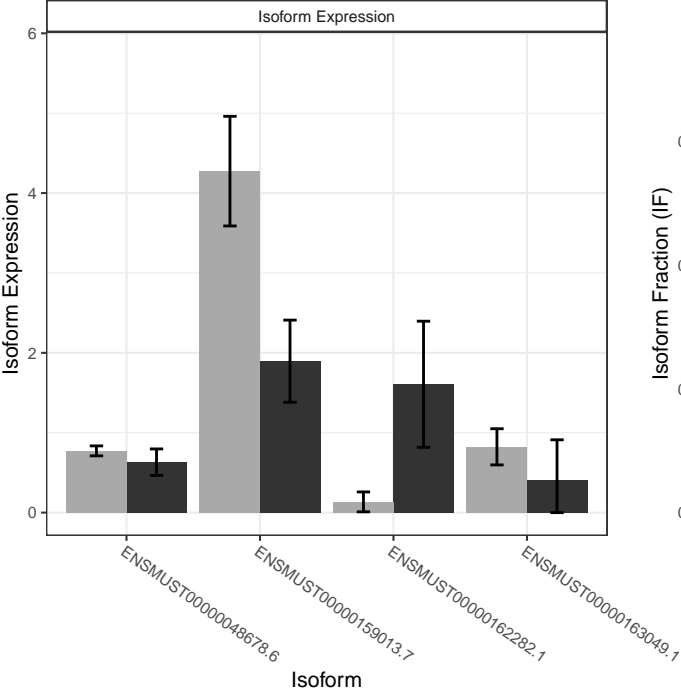 Isoform Expression
6
4
2
0
Isoform Expression
ENSMUST00000048678.6
ENSMUST00000159013.7
ENSMUST00000162282.1
ENSMUST00000163049.1
Isoform
Isoform Fraction (IF)